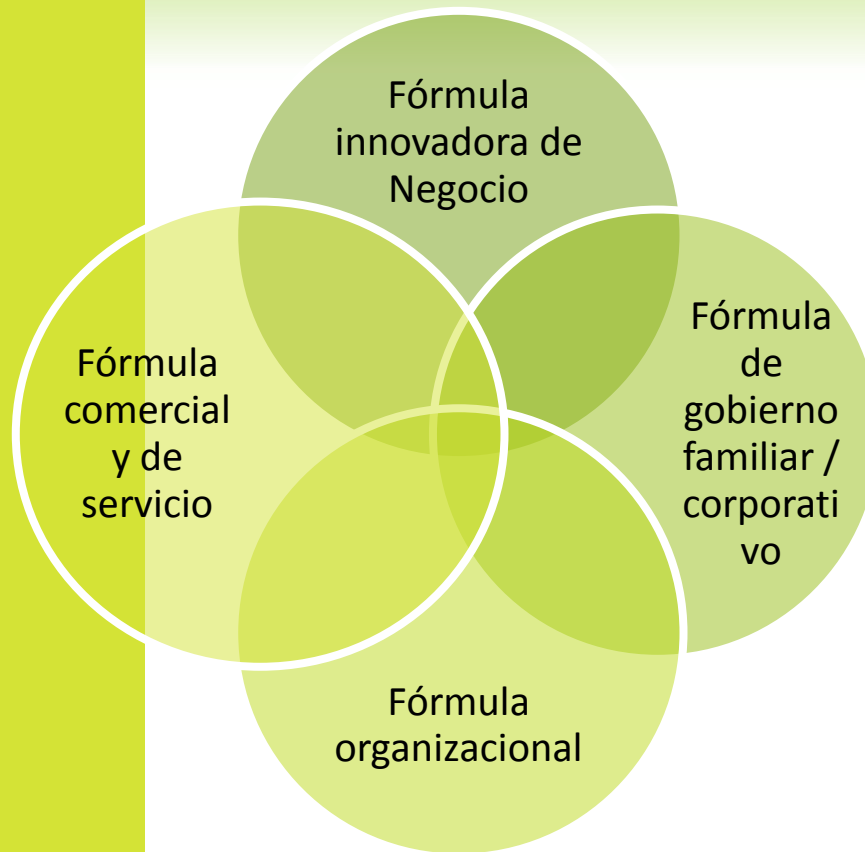 Fórmula
innovadora de
Negocio
Fórmula
comercial
y de
servicio
Fórmula
de
gobierno
familiar /
corporati
vo
Fórmula
organizacional